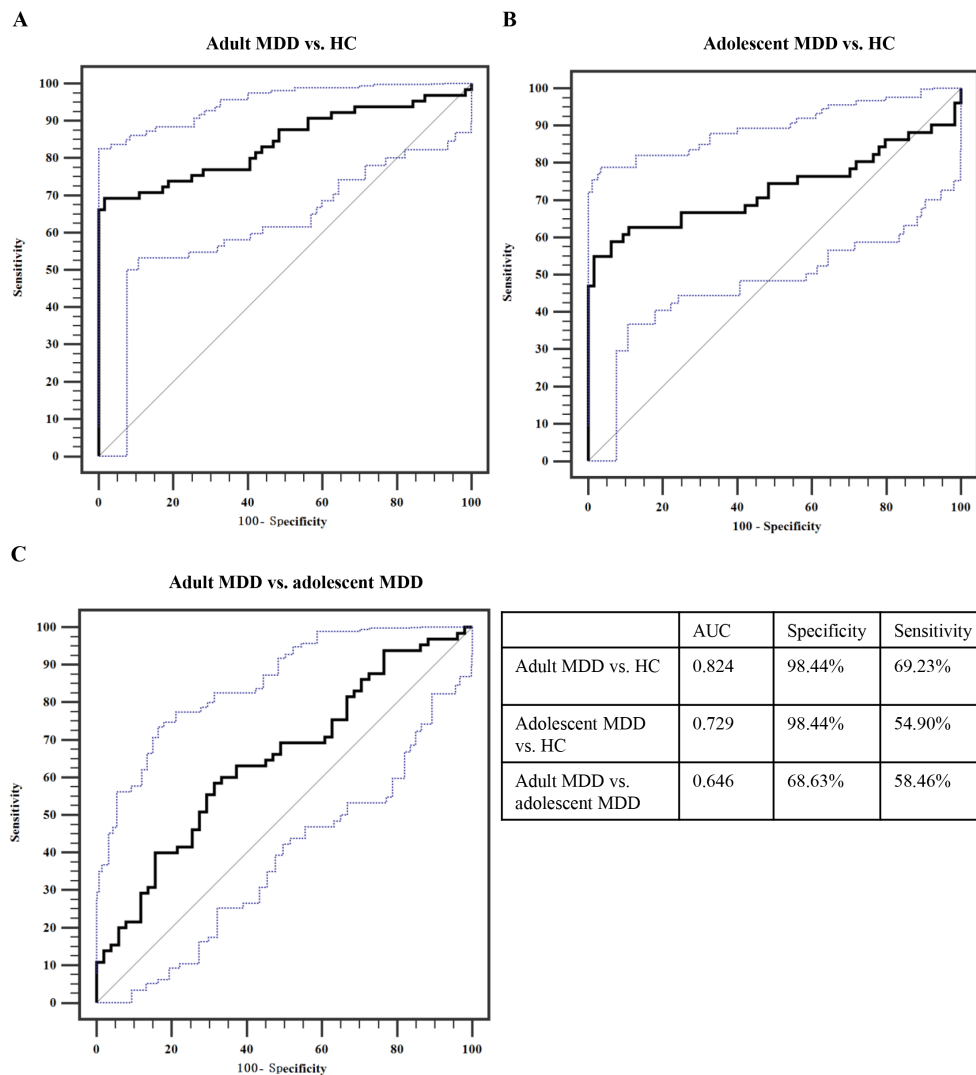 A
Adult MDD vs. HC
100
90
80
70
60
50
40
30
20
10
0
Sensitivity
0 20 40 60 80 100
100- Specificity
B
Adolescent MDD vs. HC
100
90
80
70
60
50
40
30
20
10
0
Sensitivity
0 20 40 60 80 100
100 - Specificity
C
Adult MDD vs. adolescent MDD
100
90
80
70
60
50
40
30
20
10
0
Sensitivity
0 20 40 60 80 100
100- Specificity
AUC Specificity Sensitivity
Adult MDD vs. HC 0.824 98.44% 69.23%
Adolescent MDD 0.729 98.44% 54.90%
vs. HC
Adult MDD vs. 0.646 68.63% 58.46%
adolescent MDD